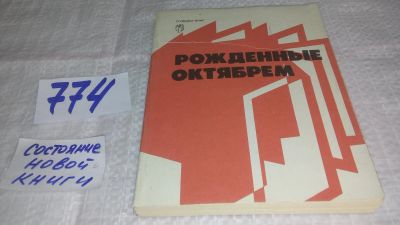 774
СОСТОЯНИЕ
НОВОЙ
КНИГИ
РОЖДЕННЫЕ
ОКТЯБРЕМ